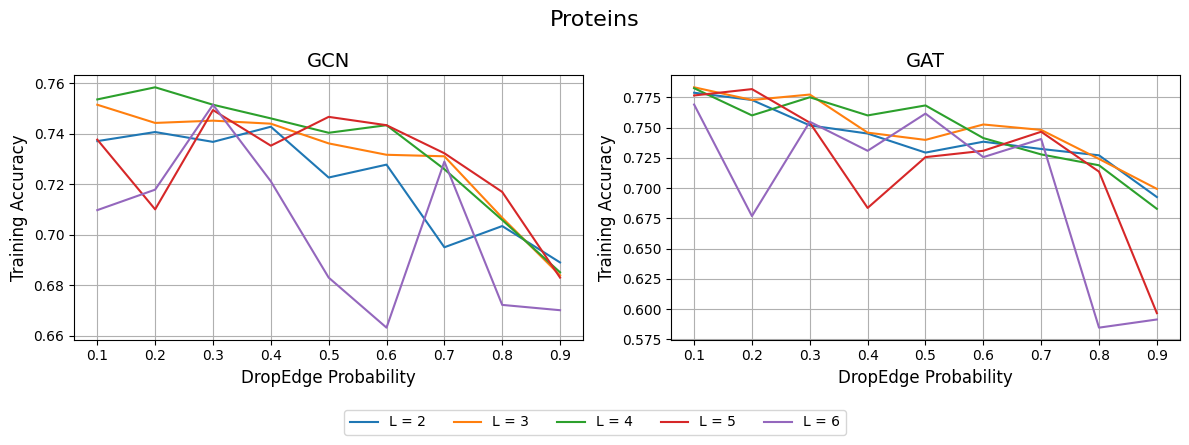 Proteins
GCN
Training Accuracy
0.76
0.74
0.72
0.70
0.68
0.66
0.1 0.2 0.3 0.4 0.5 0.6 0.7 0.8 0.9
DropEdge Probability
GAT
Training Accuracy
0.775
0.750
0.725
0.700
0.675
0.650
0.625
0.600
0.575
0.1 0.2 0.3 0.4 0.5 0.6 0.7 0.8 0.9
DropEdge Probability
L = 2 L = 3 L = 4 L = 5 L = 6